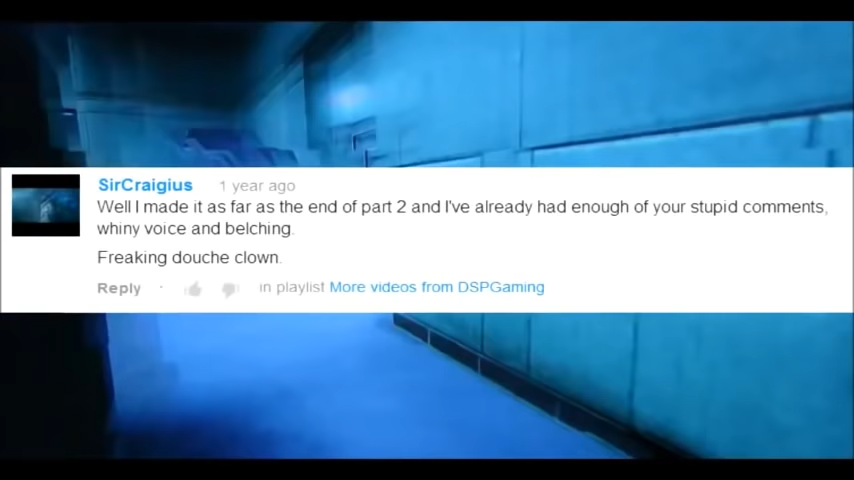 SirCraigius 1 year ago
Well I made it as far as the end of part 2 and I've already had enough of your stupid comments,
whiny voice and belching.
Freaking douche clown.
Reply · in playlist More videos from DSPGaming